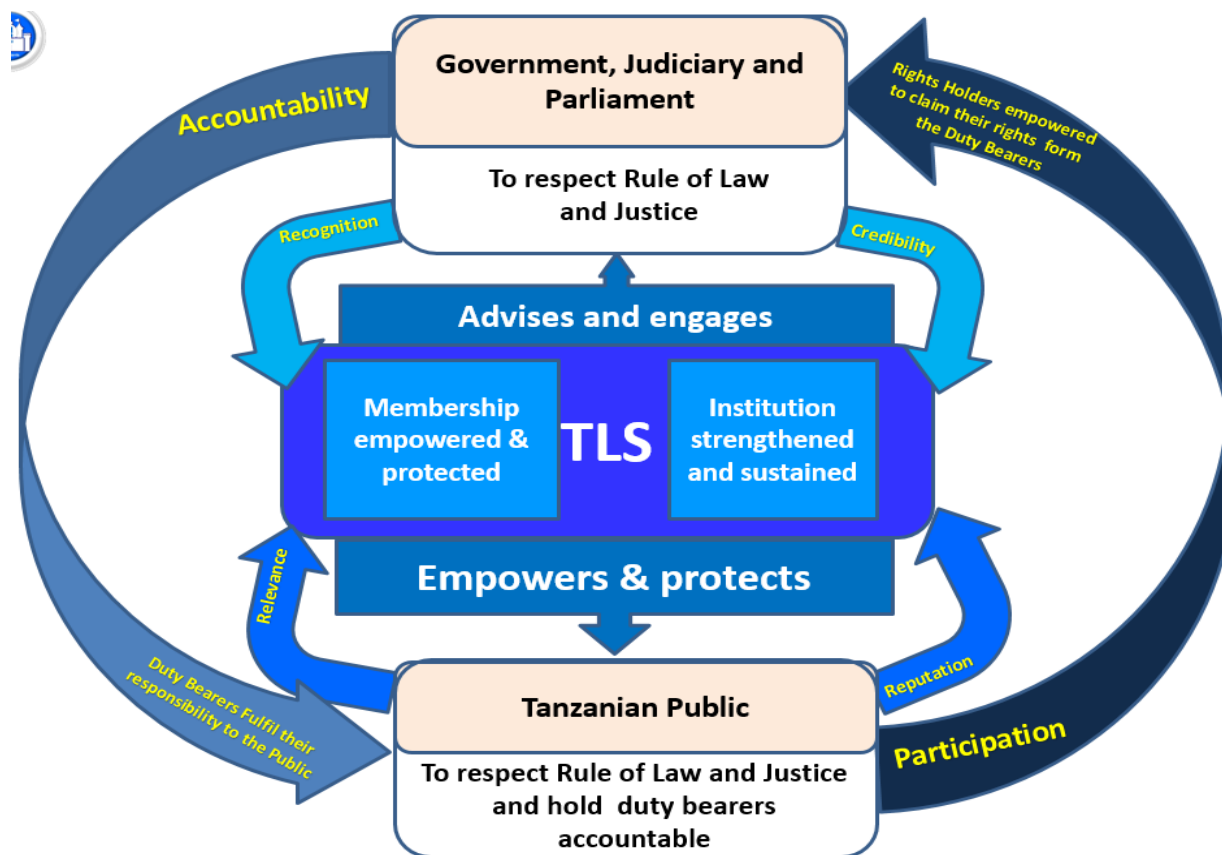 Government, Judiciary and
Parliament
To respect Rule of Law
and Justice
Accountability
Rights Holders empowered
to claim their rights form
the Duty Bearers
Recognition
Credibility
Advises and engages
Membership
empowered &
protected
TLS
Institution
strengthened
and sustained
Empowers & protects
Relevance
Reputation
Duty Bearers Fulfil their
responsibility to the Public
Tanzanian Public
To respect Rule of Law and Justice
and hold duty bearers
accountable
Participation